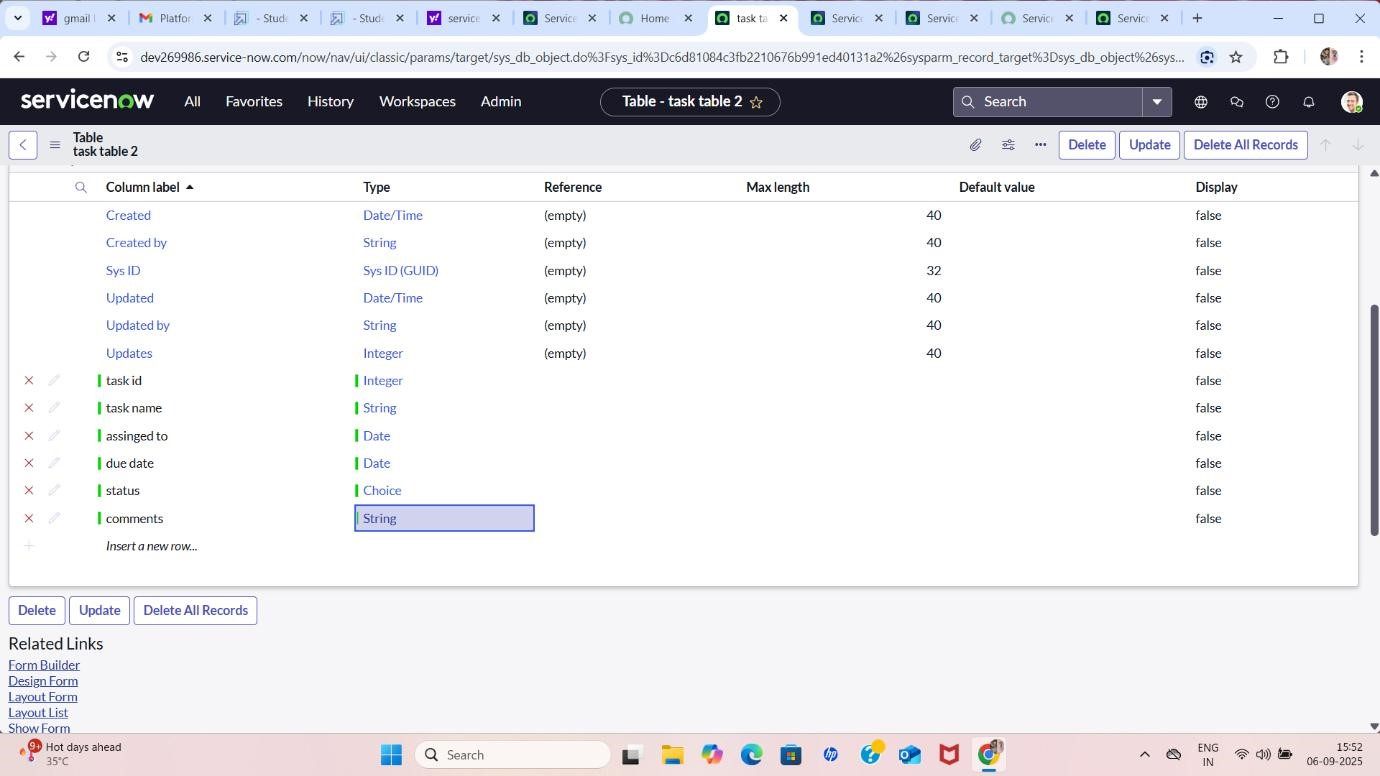 gmail
Platfor
- Stude
- Stude
service
Service
Home
task ta
Service
Service
Service
Service
dev269986.service-now.com/now/nav/ui/classic/params/target/sys_db_object.do%3Fsys_id%3Dc6d81084c3fb2210676b991ed40131a2%26sysparm_record_target%3Dsys_db_object%26sys...
servicenow All Favorites History Workspaces Admin Table - task table 2 Search
Table
task table 2
Delete Update Delete All Records
Column label Type Reference Max length Default value Display
Created Date/Time (empty) 40 false
Created by String (empty) 40 false
Sys ID Sys ID (GUID) (empty) 32 false
Updated Date/Time (empty) 40 false
Updated by String (empty) 40 false
Updates Integer (empty) 40 false
task id Integer false
task name String false
assinged to Date false
due date Date false
status Choice false
comments String false
Insert a new row...
Delete Update Delete All Records
Related Links
Form Builder
Design Form
Layout Form
Layout List
Show Form
9+
Hot days ahead
35°C
Search
ENG
IN
15:52
06-09-2025